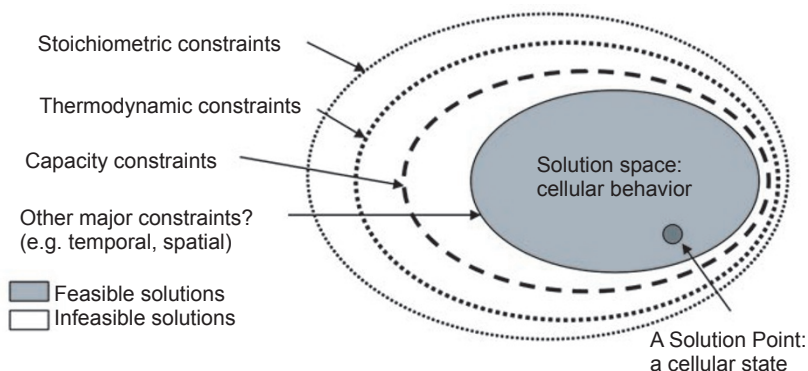 Stoichiometric constraints
Thermodynamic constraints
Capacity constraints
Other major constraints?
(e.g. temporal, spatial)
Solution space:
cellular behavior
Feasible solutions
Infeasible solutions
A Solution Point:
a cellular state